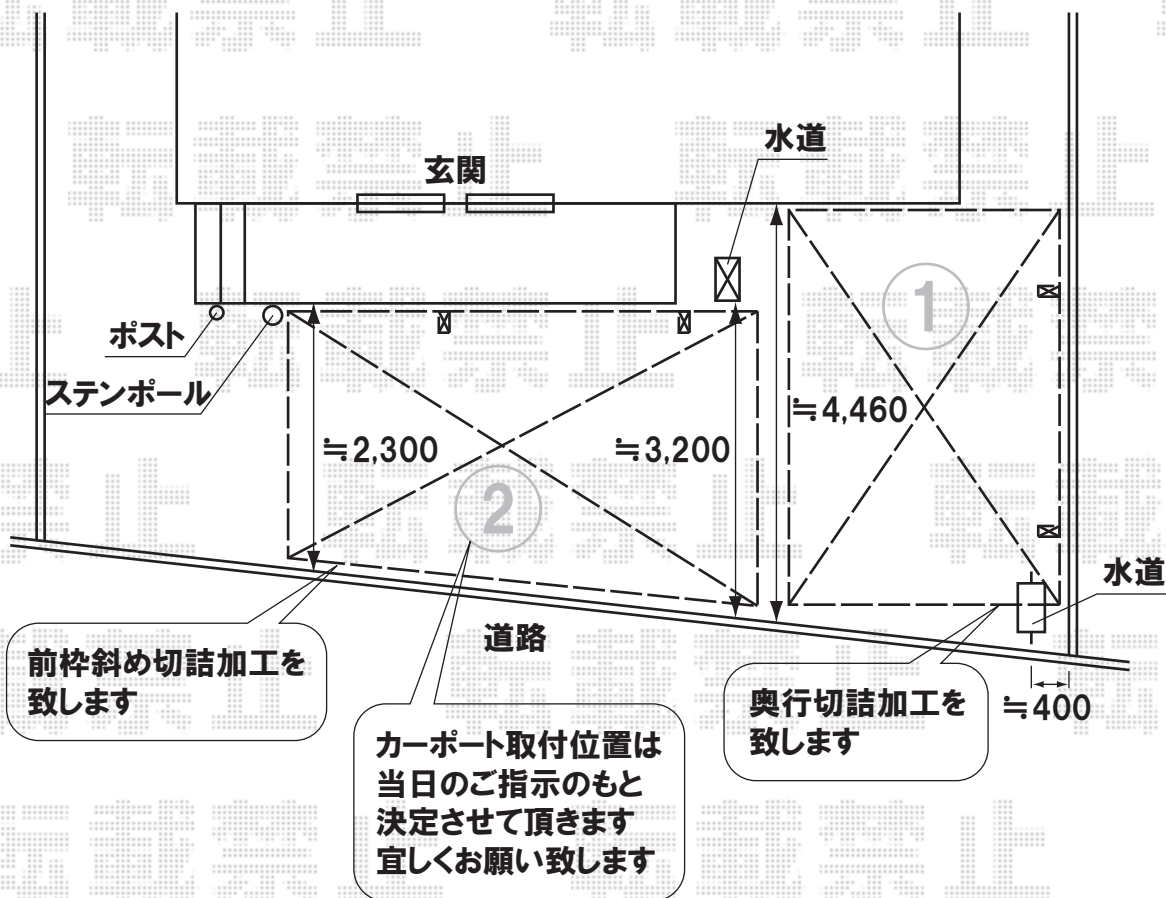 転載禁止
水道
玄関
①
ポスト
ステンポール
≒4,460
≒2,300
≒3,200
②
水道
道路
前枠斜め切詰加工を
致します
奥行切詰加工を
致します
≒400
カーポート取付位置は
当日のご指示のもと
決定させて頂きます
宜しくお願い致します